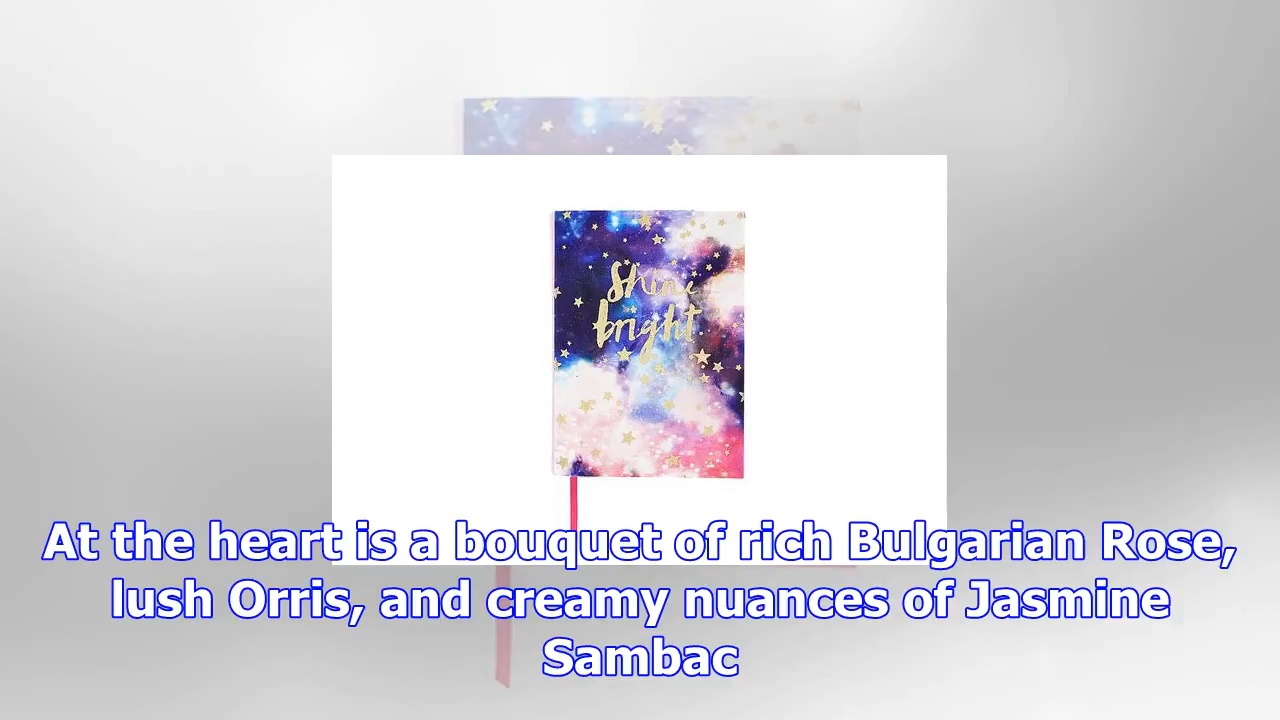 Shine
bright
At the heart is a bouquet of rich Bulgarian Rose,
lush Orris, and creamy nuances of Jasmine
Sambac